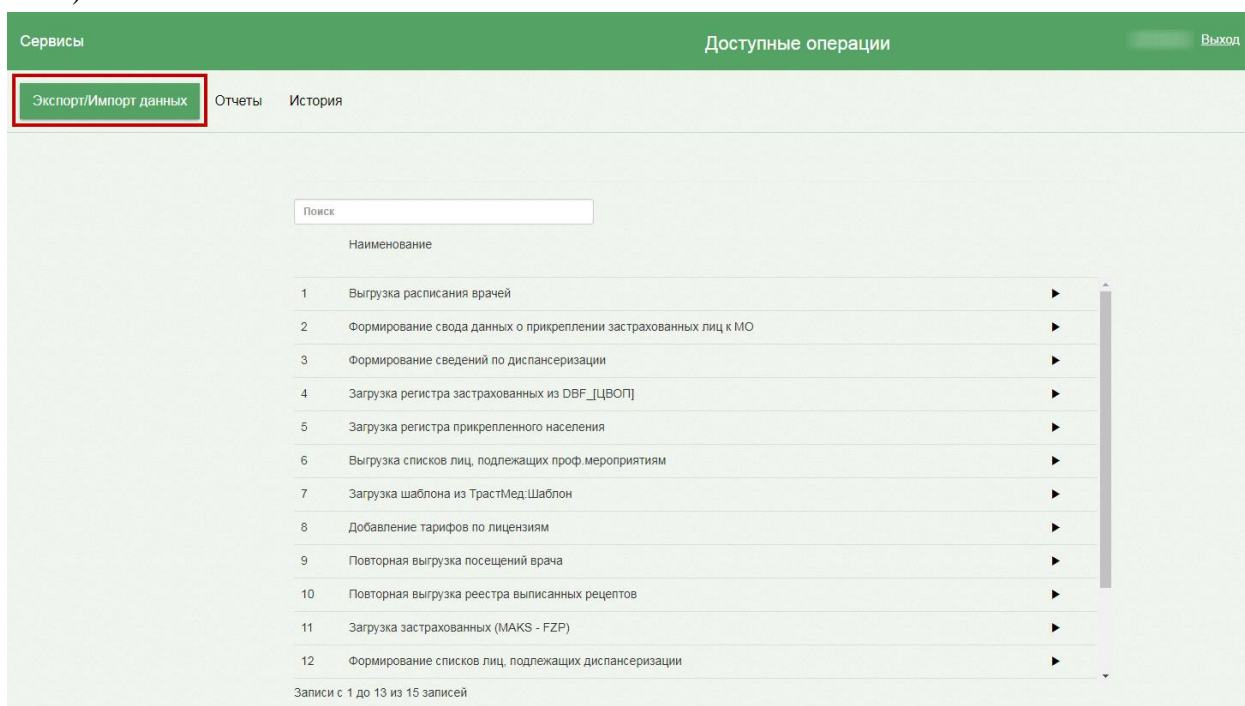 )
Сервисы Доступные операции Выход
Экспорт/Импорт данных Отчеты История
Поиск
Наименование
1 Выгрузка расписания врачей
2 Формирование свода данных о прикреплении застрахованных лиц к МО
3 Формирование сведений по диспансеризации
4 Загрузка регистра застрахованных из DBF_[ЦВОП]
5 Загрузка регистра прикрепленного населения
6 Выгрузка списков лиц, подлежащих проф.мероприятиям
7 Загрузка шаблона из ТрастМед:Шаблон
8 Добавление тарифов по лицензиям
9 Повторная выгрузка посещений врача
10 Повторная выгрузка реестра выписанных рецептов
11 Загрузка застрахованных (MAKS - FZP)
12 Формирование списков лиц, подлежащих диспансеризации
Записи с 1 до 13 из 15 записей